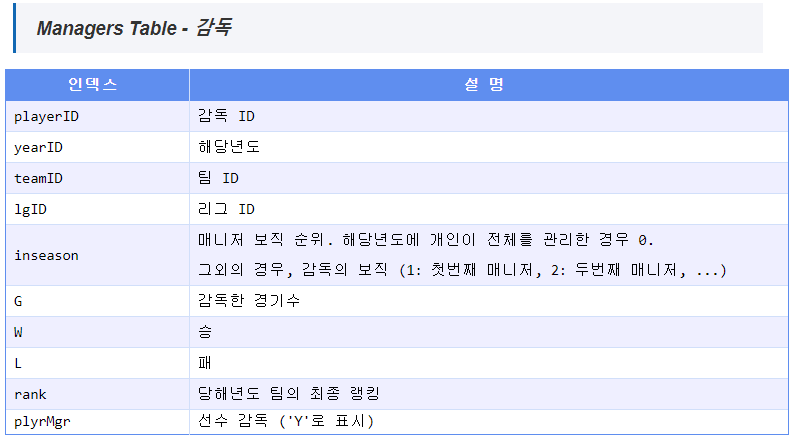 Managers Table - 감독
인덱스 설 명
playerID 감독 ID
yearID 해당년도
teamID 팀 ID
lgID 리그 ID
inseason 매니저 보직 순위. 해당년도에 개인이 전체를 관리한 경우 0.
그외의 경우, 감독의 보직 (1: 첫번째 매니저, 2: 두번째 매니저, ...)
G 감독한 경기수
W 승
L 패
rank 당해년도 팀의 최종 랭킹
plyrMgr 선수 감독 ('Y'로 표시)